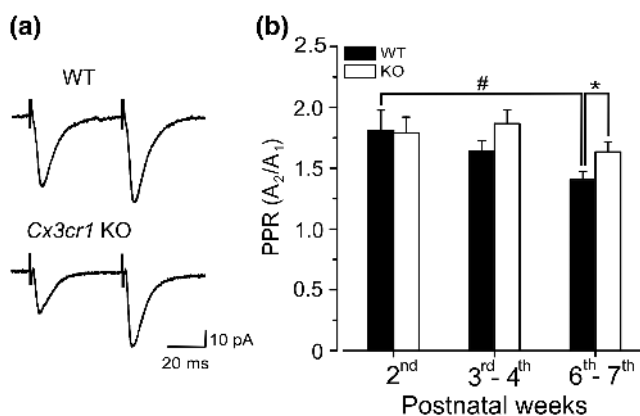 (a)
WT
Cx3cr1 KO
10 pA
20 ms
(b)
WT
KO
#
*
2.5
2.0
1.5
1.0
0.5
0
PPR (A₂/A₁)
2ⁿᵈ
3ʳᵈ- 4ᵗʰ
6ᵗʰ- 7ᵗʰ
Postnatal weeks